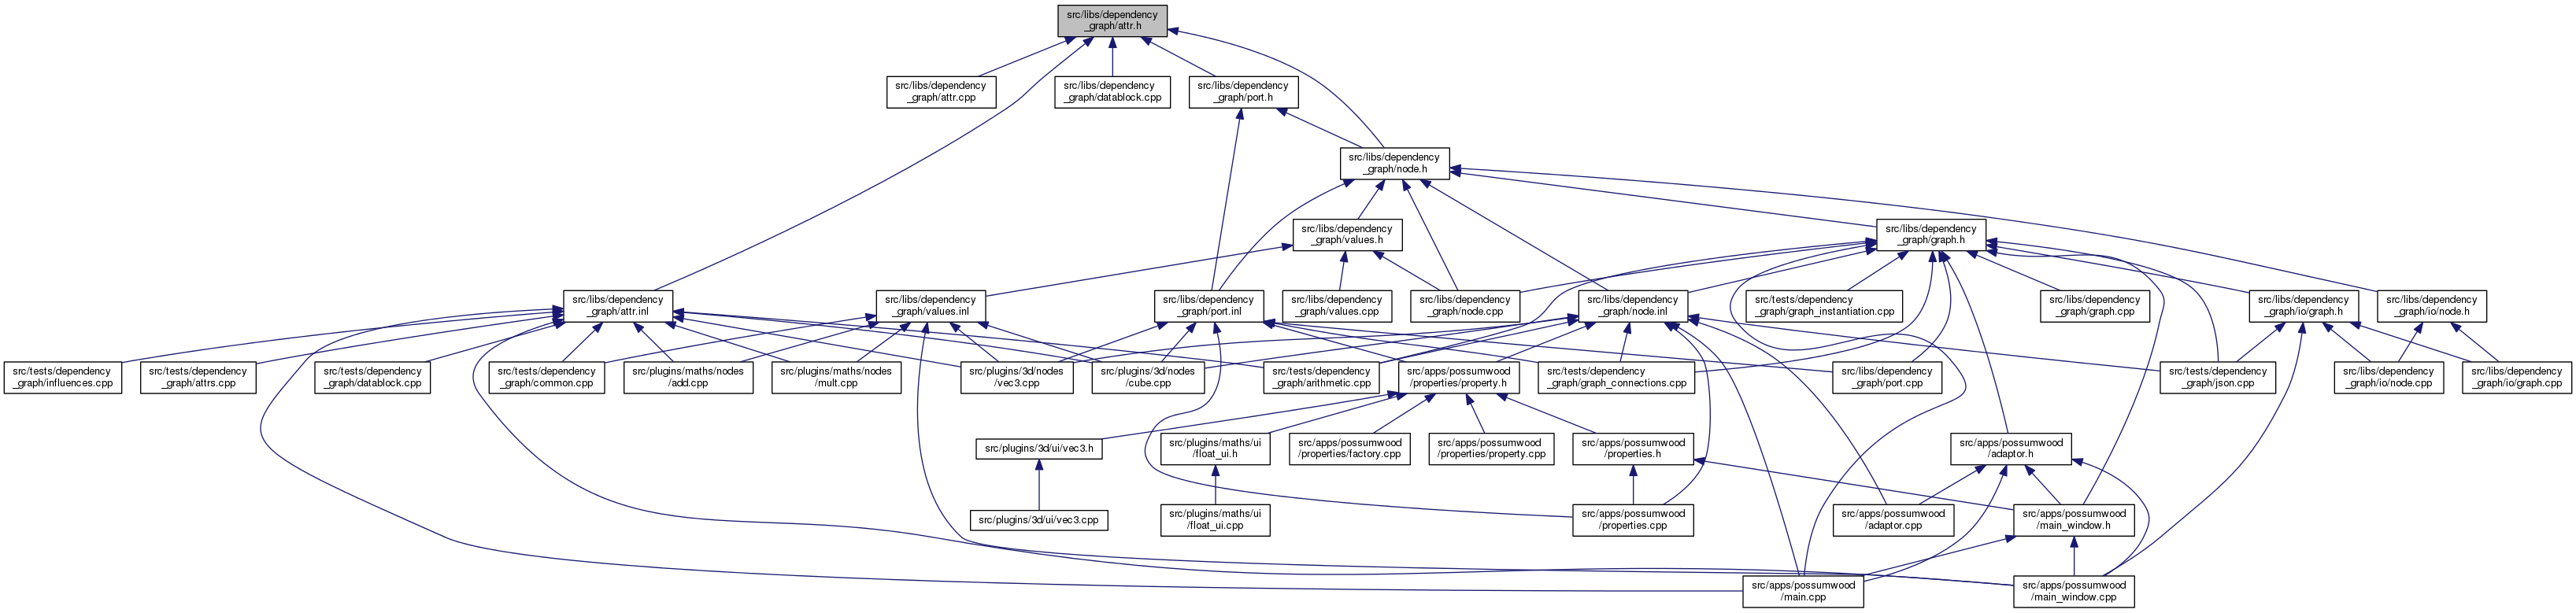 src/libs/dependency
_graph/attr.h
src/libs/dependency
_graph/attr.cpp
src/libs/dependency
_graph/datablock.cpp
src/libs/dependency
_graph/port.h
src/libs/dependency
_graph/node.h
src/libs/dependency
_graph/values.h
src/libs/dependency
_graph/graph.h
src/libs/dependency
_graph/attr.inl
src/libs/dependency
_graph/values.inl
src/libs/dependency
_graph/port.inl
src/libs/dependency
_graph/values.cpp
src/libs/dependency
_graph/node.cpp
src/libs/dependency
_graph/node.inl
src/tests/dependency
_graph/graph_instantiation.cpp
src/libs/dependency
_graph/graph.cpp
src/libs/dependency
_graph/io/graph.h
src/libs/dependency
_graph/io/node.h
src/tests/dependency
_graph/influences.cpp
src/tests/dependency
_graph/attrs.cpp
src/tests/dependency
_graph/datablock.cpp
src/tests/dependency
_graph/common.cpp
src/plugins/maths/nodes
/add.cpp
src/plugins/maths/nodes
/mult.cpp
src/plugins/3d/nodes
/vec3.cpp
src/plugins/3d/nodes
/cube.cpp
src/tests/dependency
_graph/arithmetic.cpp
src/apps/possumwood
/properties/property.h
src/tests/dependency
_graph/graph_connections.cpp
src/libs/dependency
_graph/port.cpp
src/tests/dependency
_graph/json.cpp
src/libs/dependency
_graph/io/node.cpp
src/libs/dependency
_graph/io/graph.cpp
src/plugins/3d/ui/vec3.h
src/plugins/maths/ui
/float_ui.h
src/apps/possumwood
/properties/factory.cpp
src/apps/possumwood
/properties/property.cpp
src/apps/possumwood
/properties.h
src/apps/possumwood
/adaptor.h
src/plugins/3d/ui/vec3.cpp
src/plugins/maths/ui
/float_ui.cpp
src/apps/possumwood
/properties.cpp
src/apps/possumwood
/adaptor.cpp
src/apps/possumwood
/main_window.h
src/apps/possumwood
/main.cpp
src/apps/possumwood
/main_window.cpp